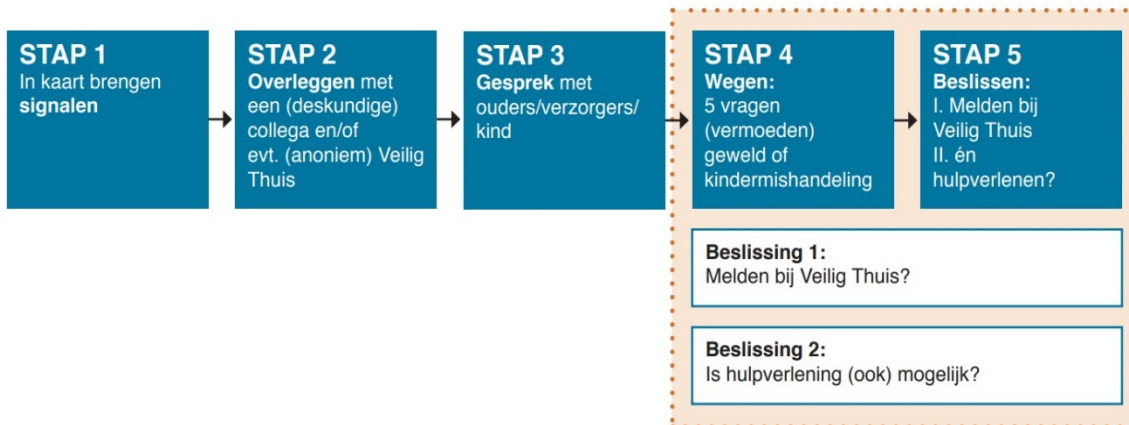 STAP 1
In kaart brengen
signalen
STAP 2
Overleggen met
een (deskundige)
collega en/of
evt. (anoniem) Veilig
Thuis
STAP 3
Gesprek met
ouders/verzorgers/
kind
STAP 4
Wegen:
5 vragen
(vermoeden)
geweld of
kindermishandeling
STAP 5
Beslissen:
I. Melden bij
Veilig Thuis
II. én
hulpverlenen?
Beslissing 1:
Melden bij Veilig Thuis?
Beslissing 2:
Is hulpverlening (ook) mogelijk?